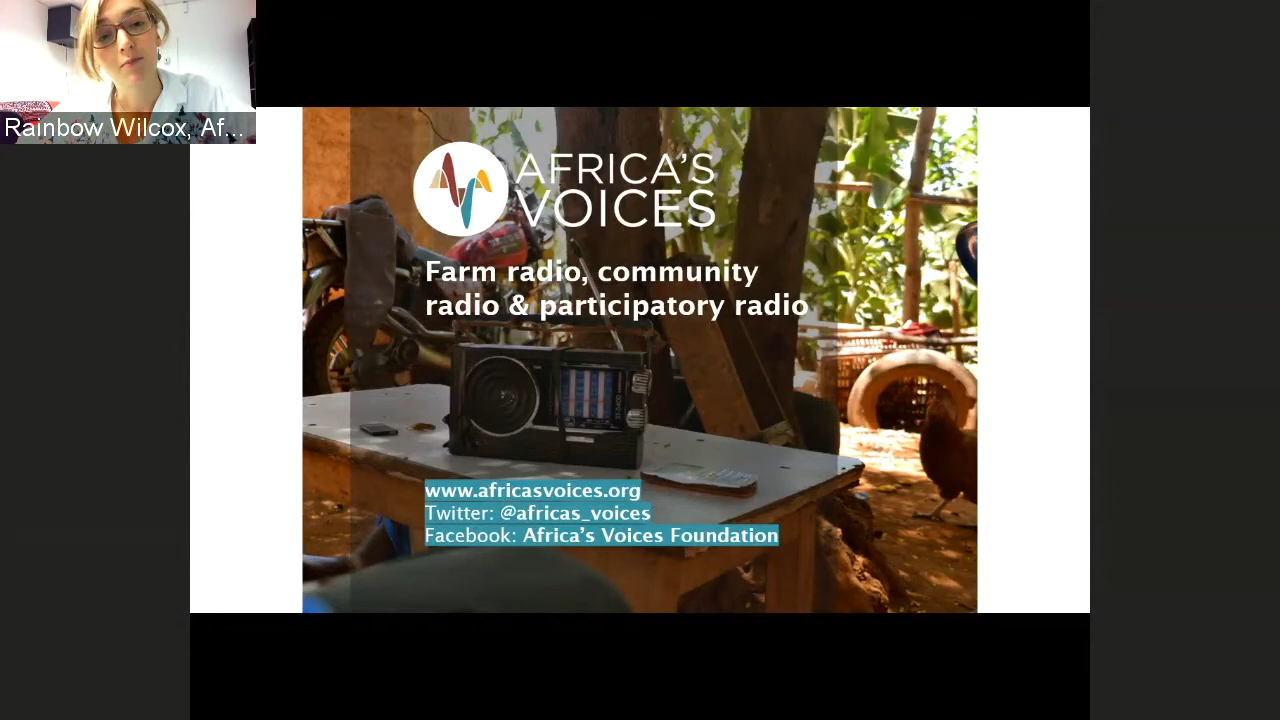 Rainbow Wilcox, Af...
AFRICA'S
VOICES
Farm radio, community
radio & participatory radio
www.africasvoices.org
Twitter: @africas_voices
Facebook: Africa's Voices Foundation